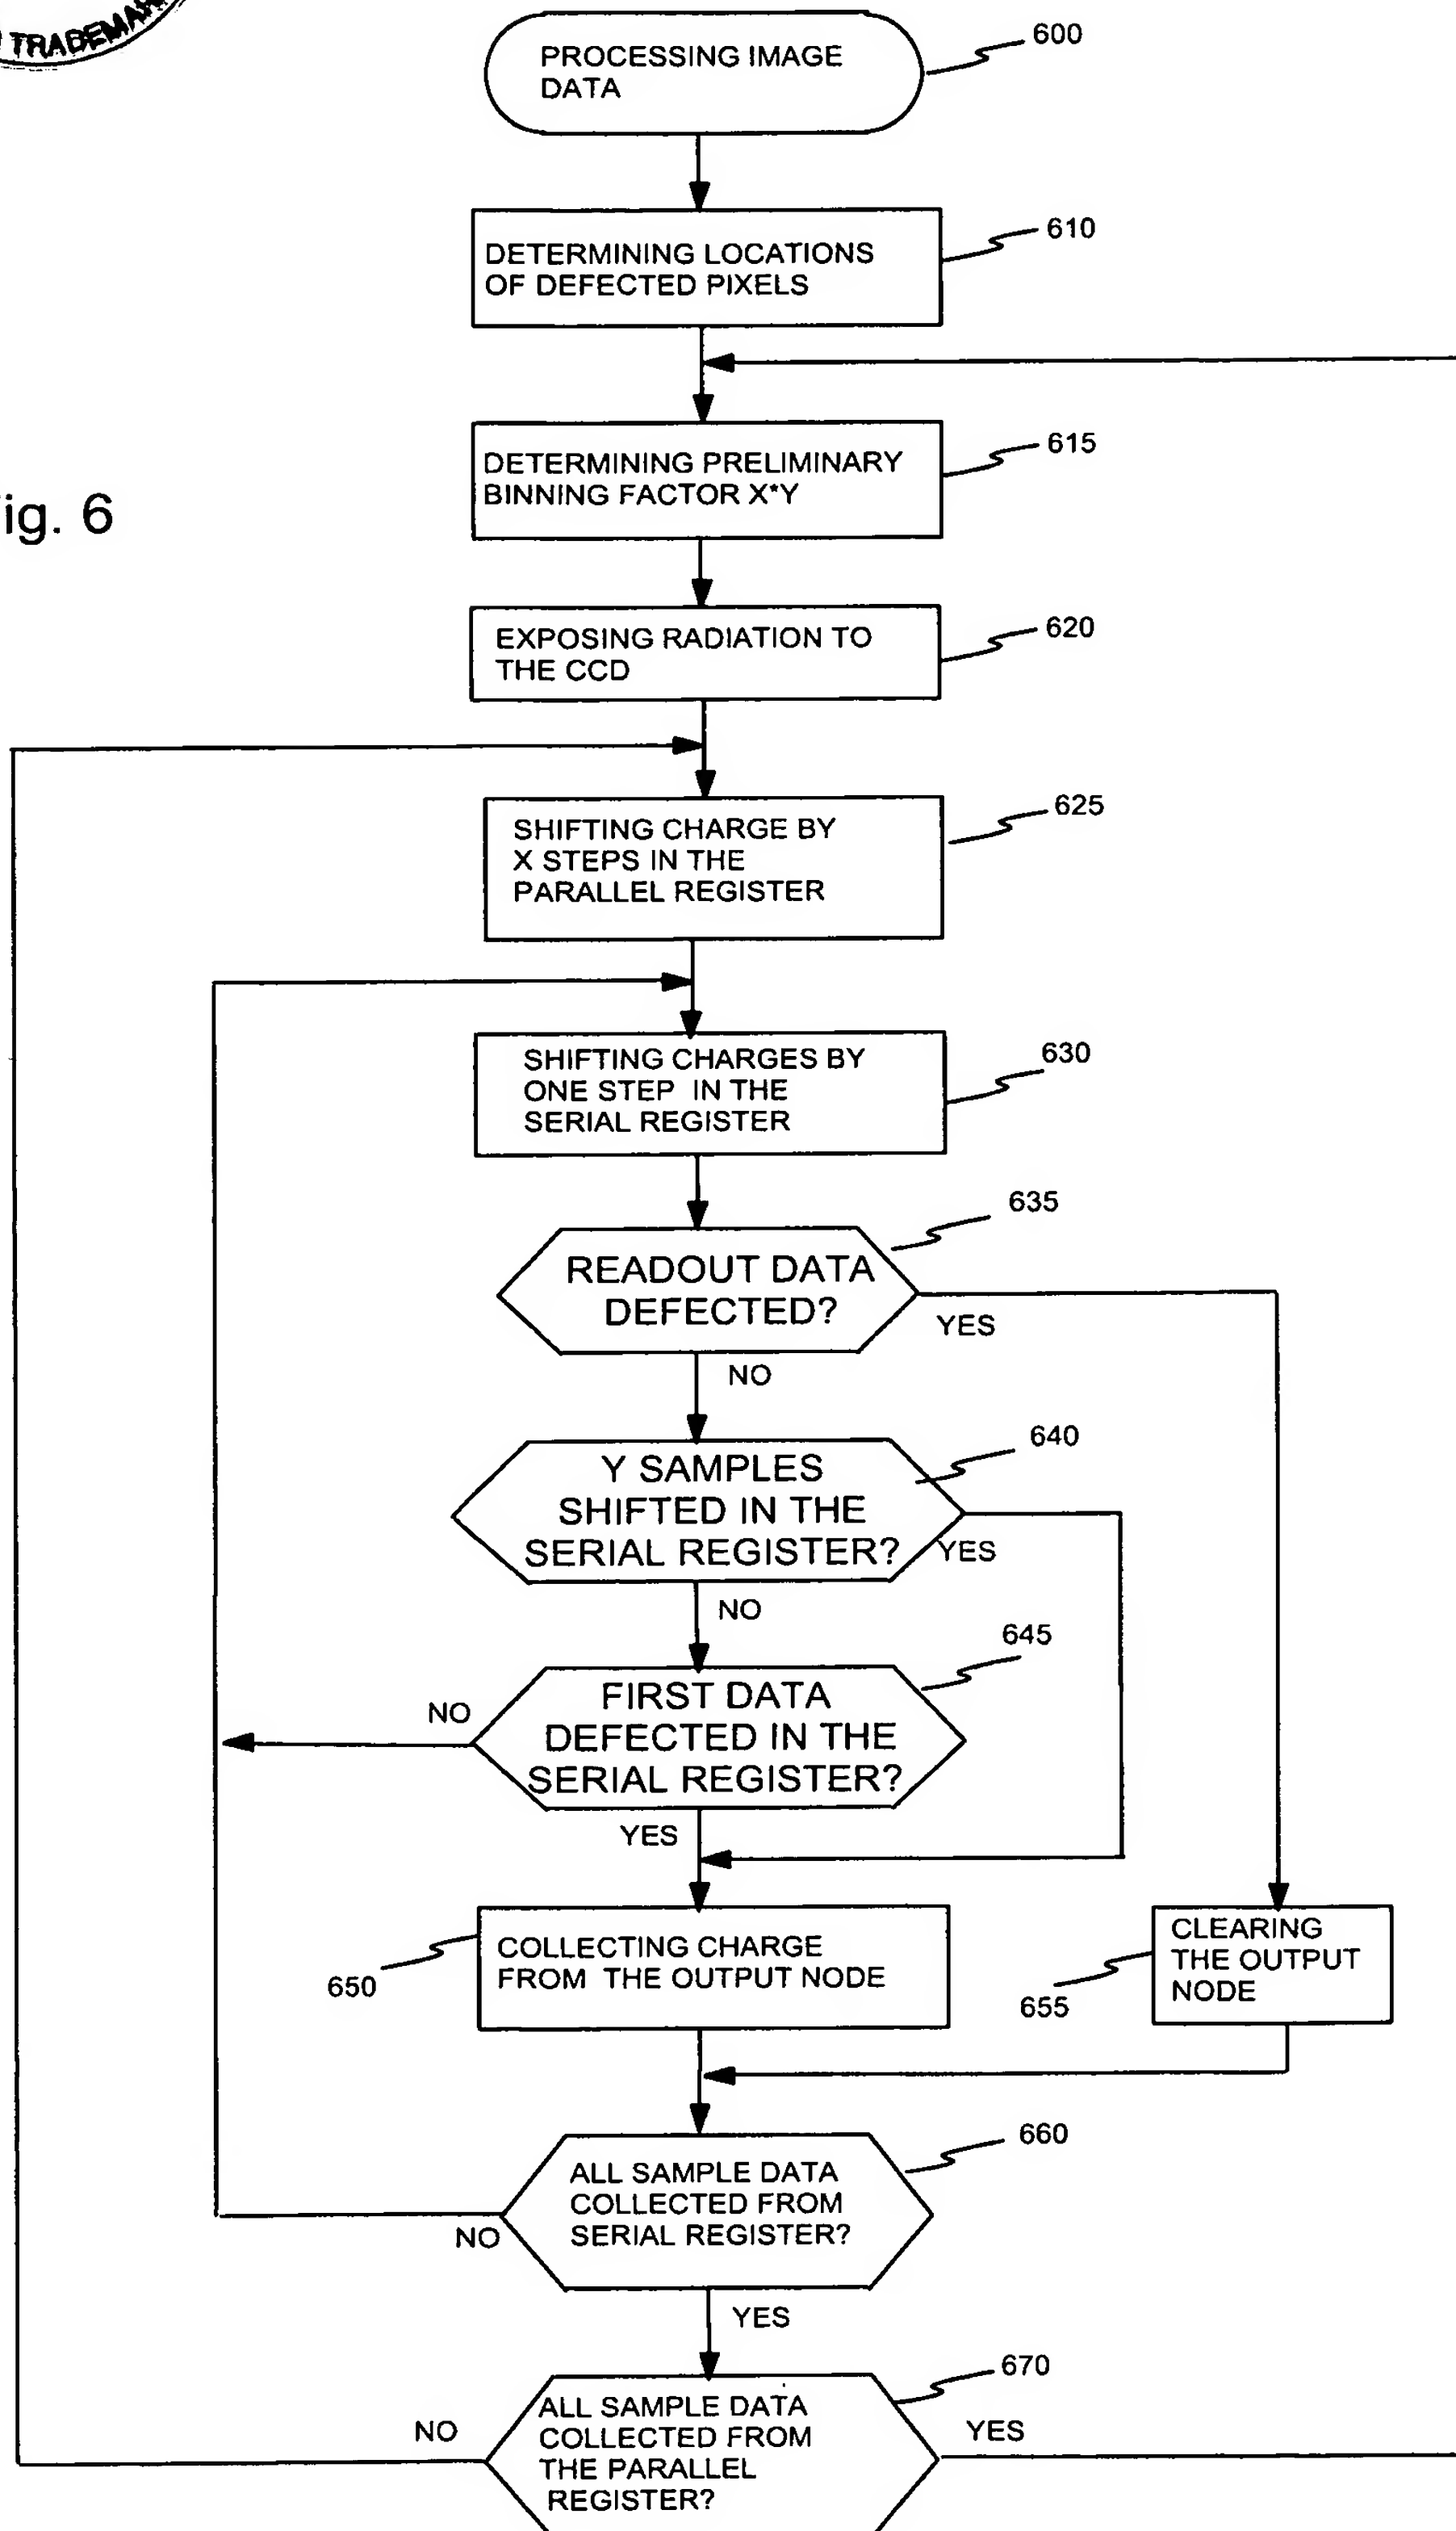 TRADEMAR
PROCESSING IMAGE
DATA
600
DETERMINING LOCATIONS
OF DEFECTED PIXELS
610
DETERMINING PRELIMINARY
BINNING FACTOR X*Y
615
ig. 6
EXPOSING RADIATION TO
THE CCD
620
SHIFTING CHARGE BY
X STEPS IN THE
PARALLEL REGISTER
625
SHIFTING CHARGES BY
ONE STEP IN THE
SERIAL REGISTER
630
READOUT DATA
DEFECTED?
635
YES
NO
Y SAMPLES
SHIFTED IN THE
SERIAL REGISTER?
640
YES
NO
FIRST DATA
DEFECTED IN THE
SERIAL REGISTER?
645
NO
YES
COLLECTING CHARGE
FROM THE OUTPUT NODE
650
CLEARING
THE OUTPUT
NODE
655
ALL SAMPLE DATA
COLLECTED FROM
SERIAL REGISTER?
660
NO
YES
ALL SAMPLE DATA
COLLECTED FROM
THE PARALLEL
REGISTER?
670
NO
YES